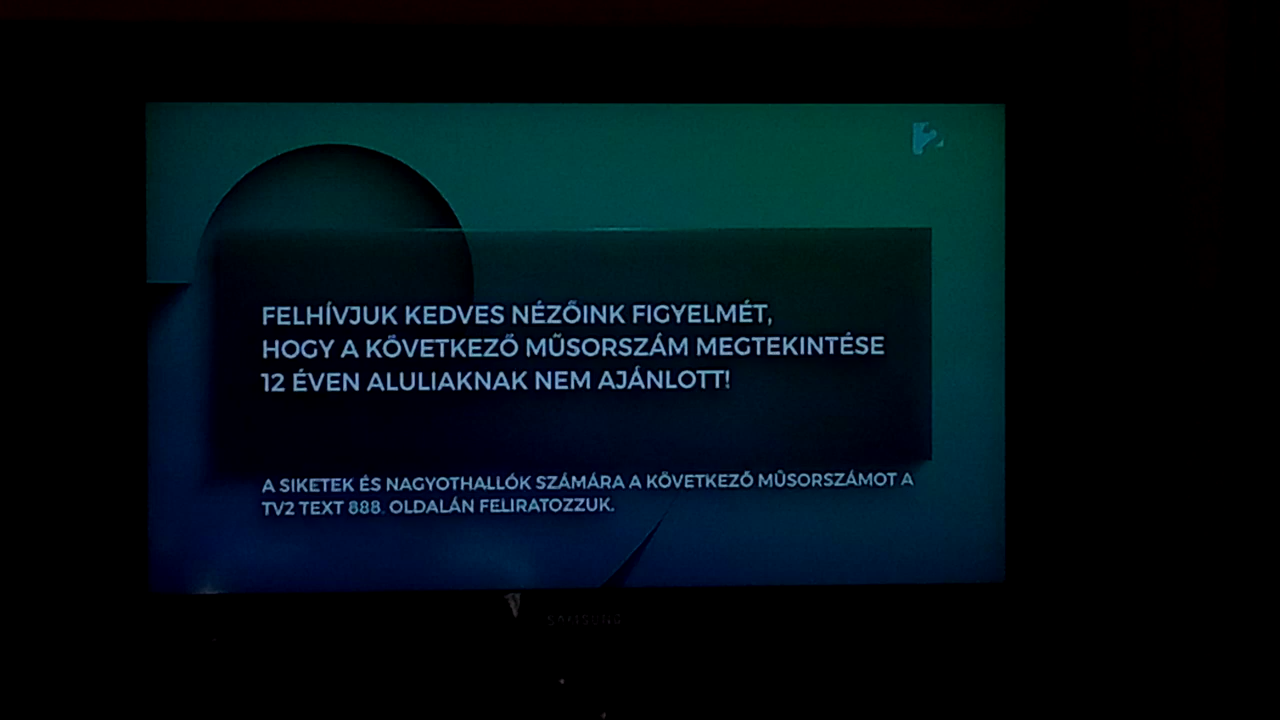 FELHÍVJUK KEDVES NÉZŐINK FIGYELMÉT,
HOGY A KÖVETKEZŐ MŰSORSZÁM MEGTEKINTÉSE
12 ÉVEN ALULIAKNAK NEM AJÁNLOTT!
A SIKETEK ÉS NAGYOTHALLÓK SZÁMÁRA A KÖVETKEZŐ MŰSORSZÁMOT A
TV2 TEXT 888. OLDALÁN FELIRATOZZUK.
SAMSUNG